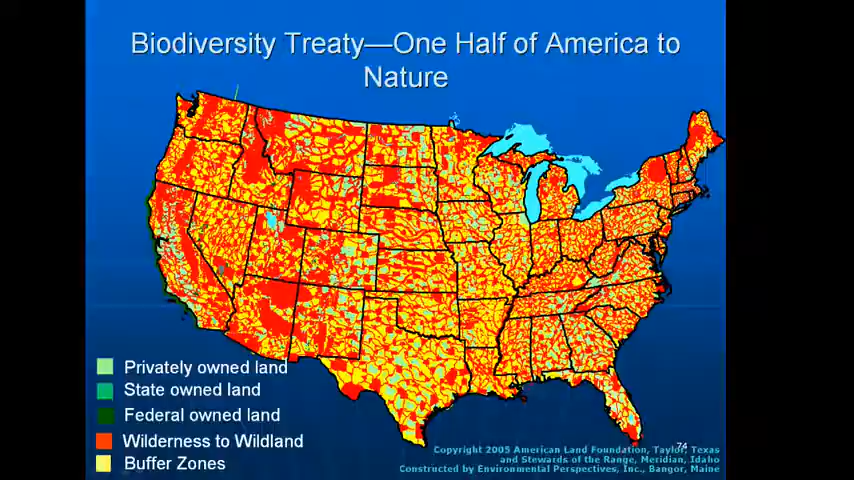 Biodiversity Treaty—One Half of America to
Nature
Privately owned land
State owned land
Federal owned land
Wilderness to Wildland
Buffer Zones
74
Copyright 2005 American Land Foundation, Taylor, Texas
and Stewards of the Range, Meridian, Idaho
Constructed by Environmental Perspectives, Inc., Bangor, Maine